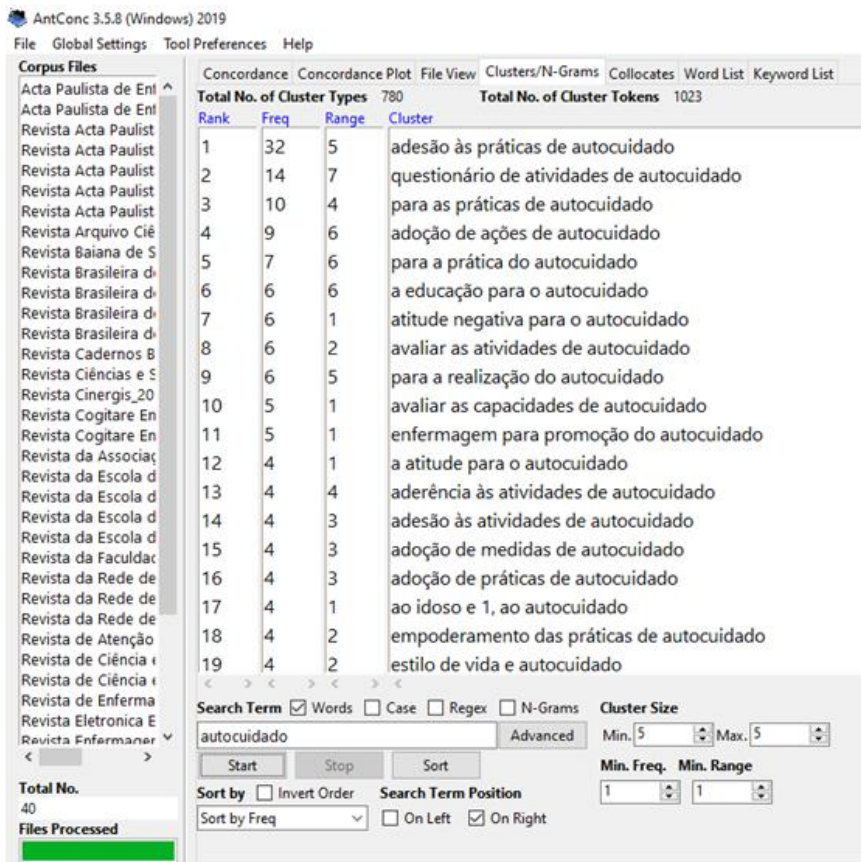 AntConc 3.5.8 (Windows) 2019
File Global Settings Tool Preferences Help
Corpus Files
Acta Paulista de Enf
Acta Paulista de Enf
Revista Acta Paulist
Revista Acta Paulist
Revista Acta Paulist
Revista Acta Paulist
Revista Acta Paulist
Revista Arquivo Ciê
Revista Baiana de S
Revista Brasileira d
Revista Brasileira d
Revista Brasileira d
Revista Brasileira d
Revista Cadernos B
Revista Ciências e S
Revista Cinergis_20
Revista Cogitare En
Revista Cogitare En
Revista da Associaç
Revista da Escola d
Revista da Escola d
Revista da Escola d
Revista da Escola d
Revista da Faculdad
Revista da Rede de
Revista da Rede de
Revista da Rede de
Revista de Atenção
Revista de Ciência e
Revista de Ciência e
Revista de Enferma
Revista Eletronica E
Revista Enfermager
Total No.
40
Files Processed
Concordance Concordance Plot File View Clusters/N-Grams Collocates Word List Keyword List
Total No. of Cluster Types 780 Total No. of Cluster Tokens 1023
Rank Freq Range Cluster
1 32 5 adesão às práticas de autocuidado
2 14 7 questionário de atividades de autocuidado
3 10 4 para as práticas de autocuidado
4 9 6 adoção de ações de autocuidado
5 7 6 para a prática do autocuidado
6 6 6 a educação para o autocuidado
7 6 1 atitude negativa para o autocuidado
8 6 2 avaliar as atividades de autocuidado
9 6 5 para a realização do autocuidado
10 5 1 avaliar as capacidades de autocuidado
11 5 1 enfermagem para promoção do autocuidado
12 4 1 a atitude para o autocuidado
13 4 4 aderência às atividades de autocuidado
14 4 3 adesão às atividades de autocuidado
15 4 3 adoção de medidas de autocuidado
16 4 3 adoção de práticas de autocuidado
17 4 1 ao idoso e 1, ao autocuidado
18 4 2 empoderamento das práticas de autocuidado
19 4 2 estilo de vida e autocuidado
Search Term Words Case Regex N-Grams Cluster Size
autocuidado Advanced Min. 5 Max. 5
Start Stop Sort Min. Freq. Min. Range
Sort by Invert Order Search Term Position 1 1
Sort by Freq On Left On Right